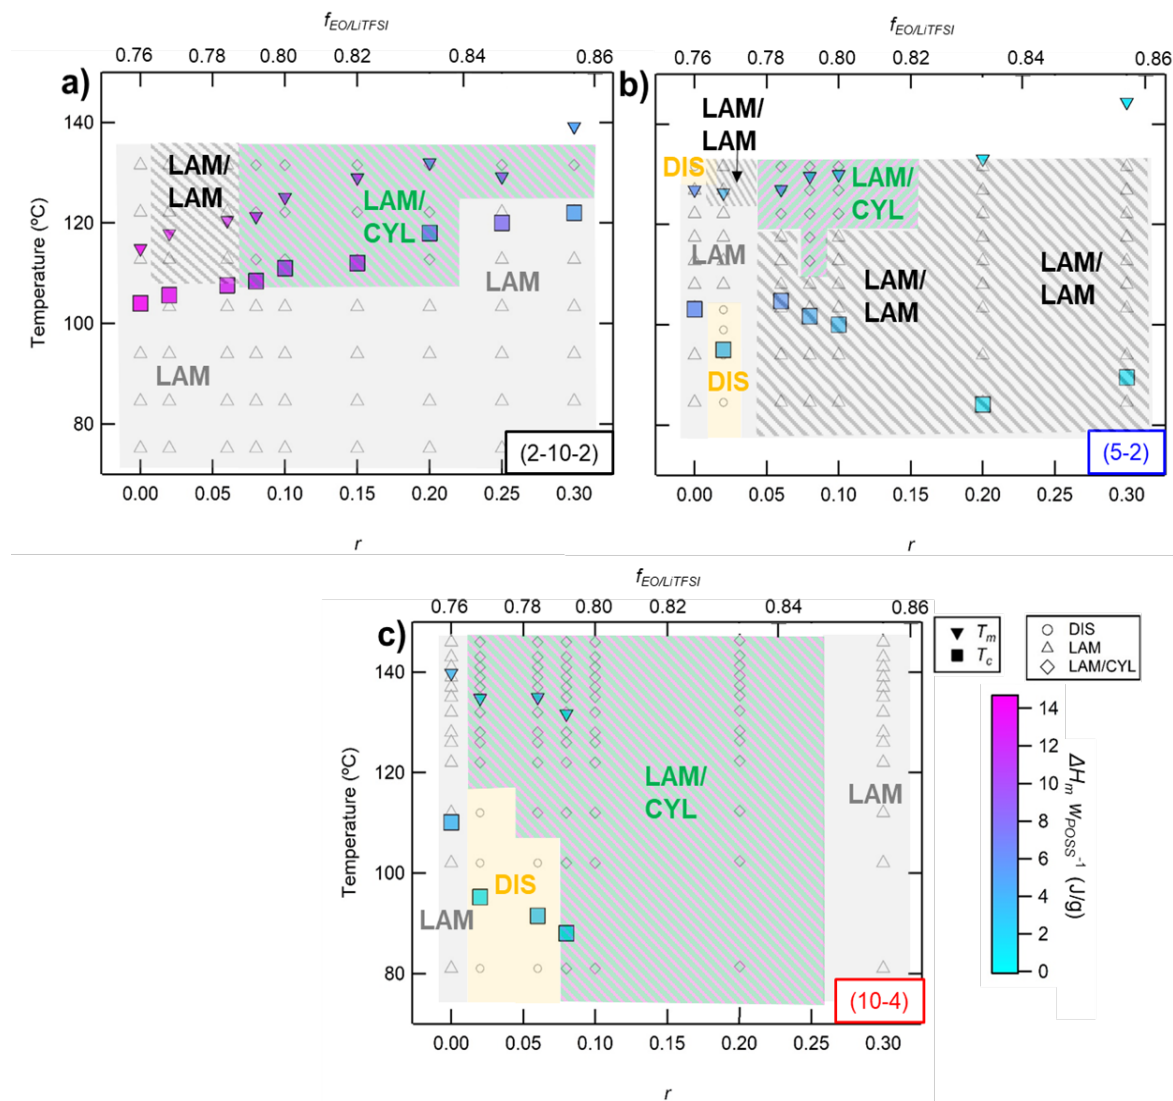 f_EO/LiTFSI
0.76 0.78 0.80 0.82 0.84 0.86
a)
Temperature (ºC)
140
120
100
80
LAM/
LAM
LAM/
CYL
LAM
LAM
(2-10-2)
0.00 0.05 0.10 0.15 0.20 0.25 0.30
r
f_EO/LiTFSI
0.76 0.78 0.80 0.82 0.84 0.86
b)
LAM/
LAM
DIS
LAM/
CYL
LAM
LAM/
LAM
LAM/
LAM
DIS
(5-2)
0.00 0.05 0.10 0.15 0.20 0.25 0.30
r
f_EO/LiTFSI
0.76 0.78 0.80 0.82 0.84 0.86
c)
Temperature (ºC)
140
120
100
80
LAM/
CYL
LAM
DIS
LAM
(10-4)
0.00 0.05 0.10 0.15 0.20 0.25 0.30
r
T_m
T_c
DIS
LAM
LAM/CYL
14
12
10
8
6
4
2
0
ΔH_m w_POSS^-1 (J/g)